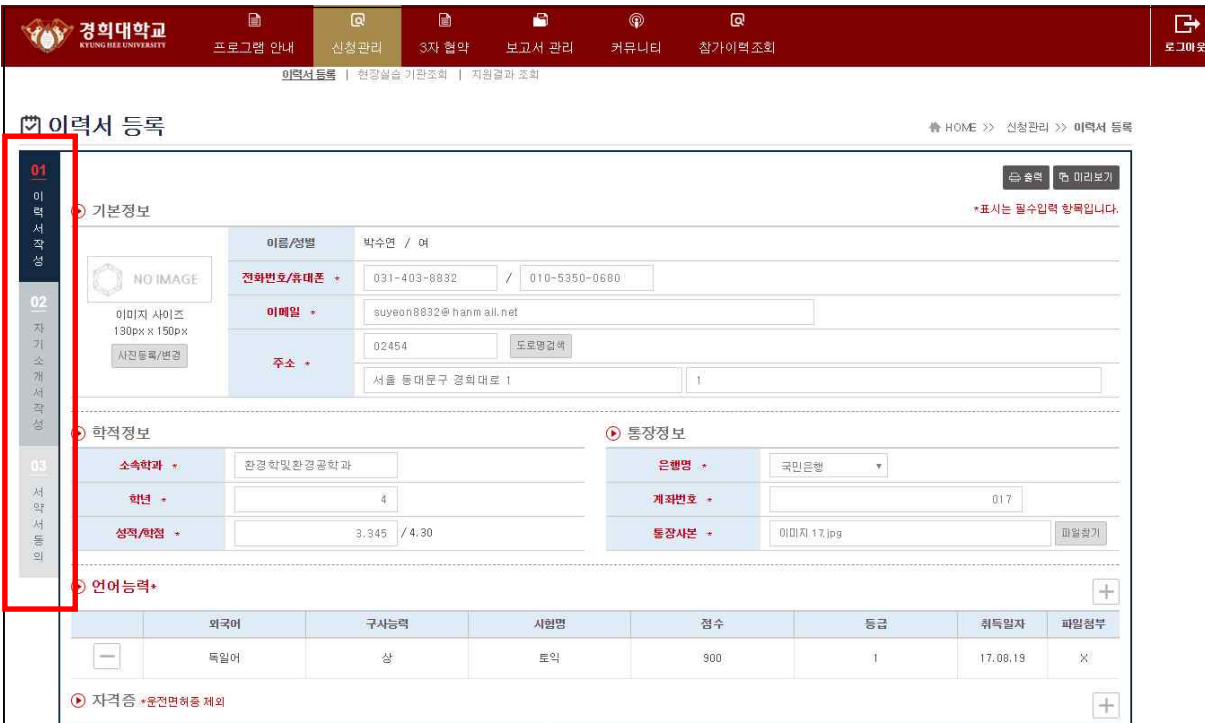 경희대학교
KYUNG HEE UNIVERSITY
프로그램 안내
신청관리
3자 협약
보고서 관리
커뮤니티
참가이력조회
로그아웃
이력서 등록 | 현장실습 기관조회 | 지원결과 조회
이력서 등록
HOME >> 신청관리 >> 이력서 등록
01
이력서작성
02
자기소개서작성
03
서약서동의
출력
미리보기
기본정보
*표시는 필수입력 항목입니다.
NO IMAGE
이미지 사이즈
130px x 150px
사진등록/변경
이름/성별 박수연 / 여
전화번호/휴대폰 * 031-403-8832 / 010-5350-0680
이메일 * suyeon8832@hanmail.net
주소 * 02454 도로명검색
서울 동대문구 경희대로 1 1
학적정보
소속학과 * 환경학및환경공학과
학년 * 4
성적/학점 * 3.345 /4.30
통장정보
은행명 * 국민은행
계좌번호 * 017
통장사본 * 이미지 17.jpg 파일찾기
언어능력*
외국어 구사능력 시험명 점수 등급 취득일자 파일첨부
독일어 상 토익 900 1 17.08.19 X
자격증 *운전면허증 제외